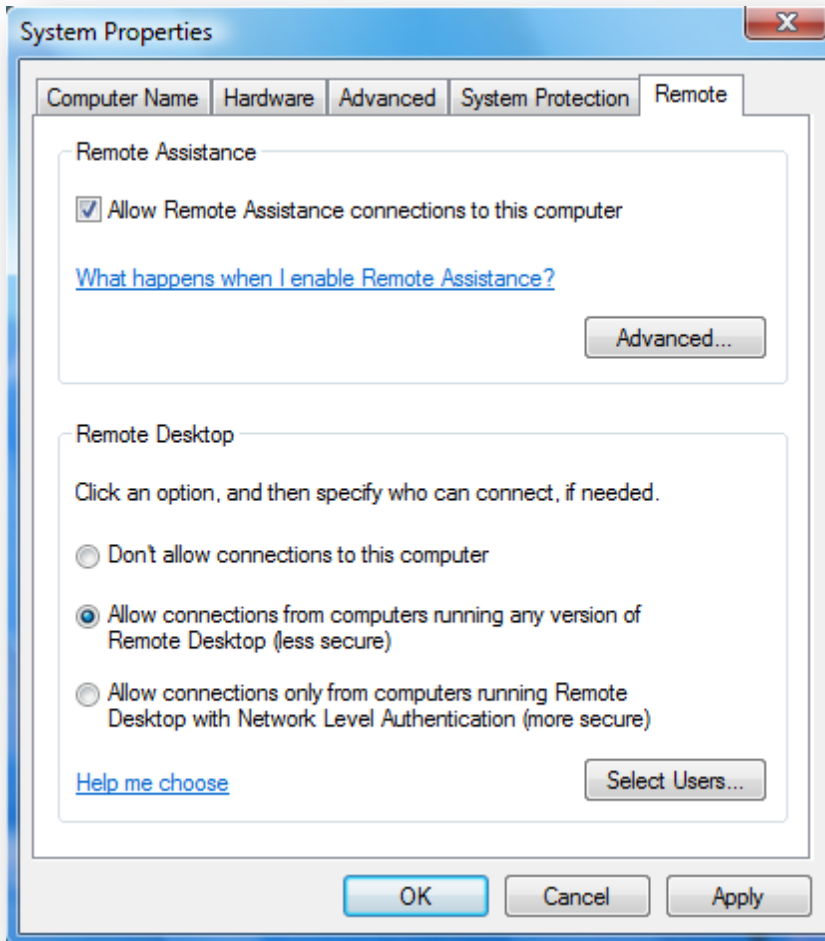 System Properties
Computer Name Hardware Advanced System Protection Remote
Remote Assistance
Allow Remote Assistance connections to this computer
What happens when I enable Remote Assistance?
Advanced...
Remote Desktop
Click an option, and then specify who can connect, if needed.
Don't allow connections to this computer
Allow connections from computers running any version of
Remote Desktop (less secure)
Allow connections only from computers running Remote
Desktop with Network Level Authentication (more secure)
Help me choose
Select Users...
OK Cancel Apply